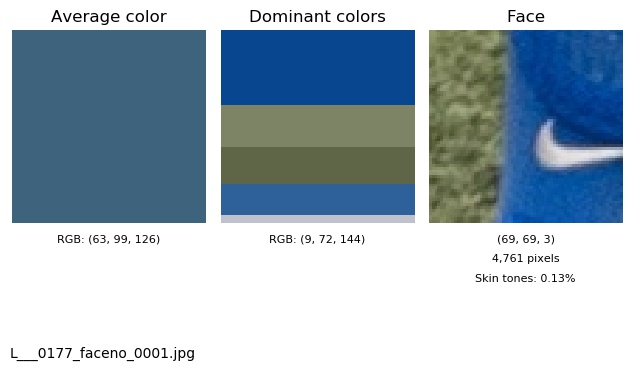 Average color
Dominant colors
Face
RGB: (63, 99, 126)
RGB: (9, 72, 144)
(69, 69, 3)
4,761 pixels
Skin tones: 0.13%
L___0177_faceno_0001.jpg